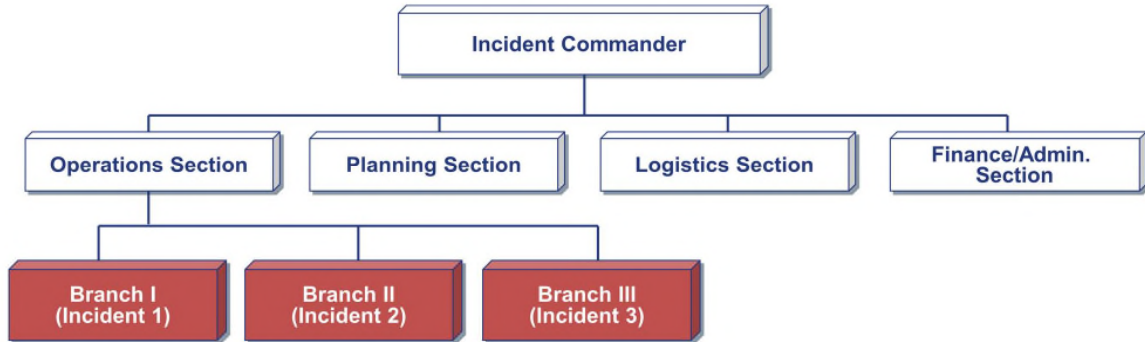 Incident Commander
Operations Section
Planning Section
Logistics Section
Finance/Admin.
Section
Branch I
(Incident 1)
Branch II
(Incident 2)
Branch III
(Incident 3)